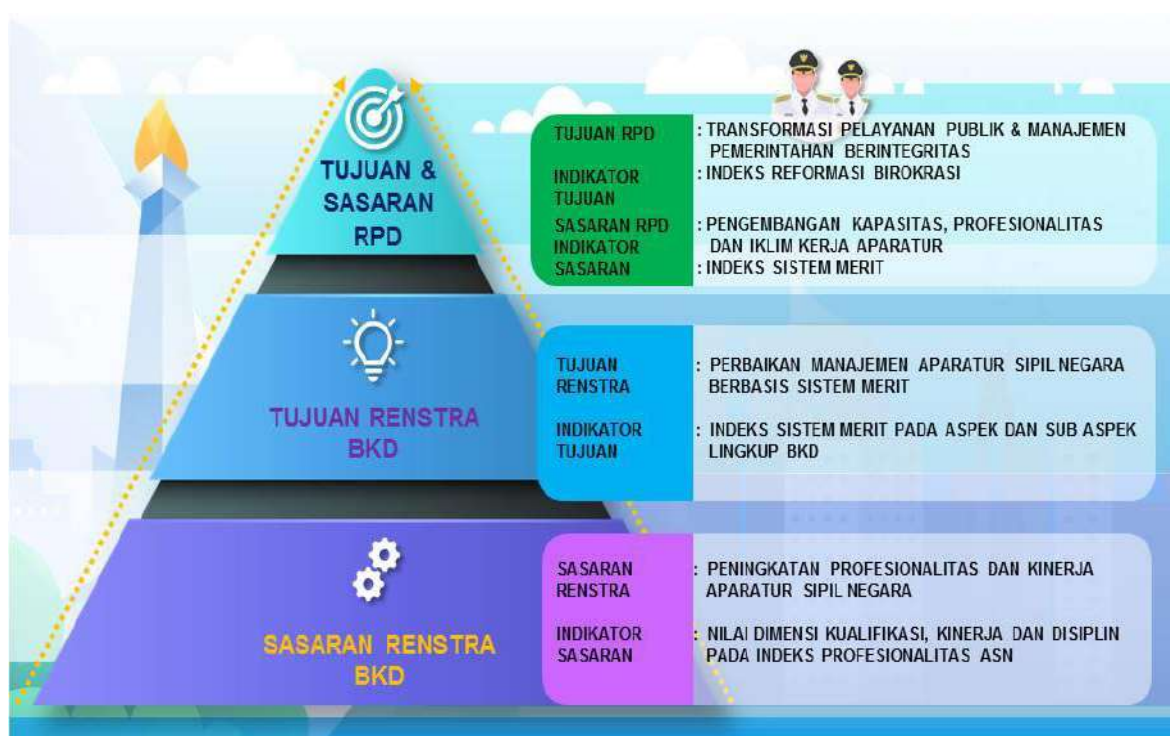 TUJUAN &
SASARAN
RPD
TUJUAN RPD : TRANSFORMASI PELAYANAN PUBLIK & MANAJEMEN
PEMERINTAHAN BERINTEGRITAS
INDIKATOR : INDEKS REFORMASI BIROKRASI
TUJUAN
SASARAN RPD : PENGEMBANGAN KAPASITAS, PROFESIONALITAS
INDIKATOR DAN IKLIM KERJA APARATUR
SASARAN : INDEKS SISTEM MERIT
TUJUAN RENSTRA
BKD
TUJUAN : PERBAIKAN MANAJEMEN APARATUR SIPIL NEGARA
RENSTRA BERBASIS SISTEM MERIT
INDIKATOR : INDEKS SISTEM MERIT PADA ASPEK DAN SUB ASPEK
TUJUAN LINGKUP BKD
SASARAN RENSTRA
BKD
SASARAN : PENINGKATAN PROFESIONALITAS DAN KINERJA
RENSTRA APARATUR SIPIL NEGARA
INDIKATOR : NILAI DIMENSI KUALIFIKASI, KINERJA DAN DISIPLIN
SASARAN PADA INDEKS PROFESIONALITAS ASN